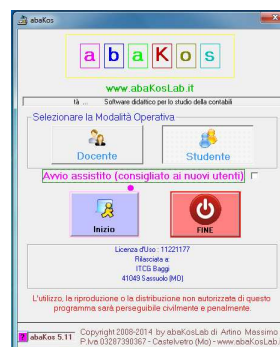 abaKos
a b a K o s
www.abaKosLab.it
tà ... Software didattico per lo studio della contabili
Selezionare la Modalità Operativa
Docente Studente
Avvio assistito (consigliato ai nuovi utenti)
Inizio FINE
Licenza d'Uso : 11221177
Rilasciata a:
ITCG Baggi
41049 Sassuolo (MO)
L'utilizzo, la riproduzione o la distribuzione non autorizzata di questo
programma sarà perseguibile civilmente e penalmente.
? abaKos 5.11 Copyright 2008-2014 by abaKosLab di Artino Massimo
P.Iva 03287390367 - Castelvetro (Mo) - www.abaKosLab.